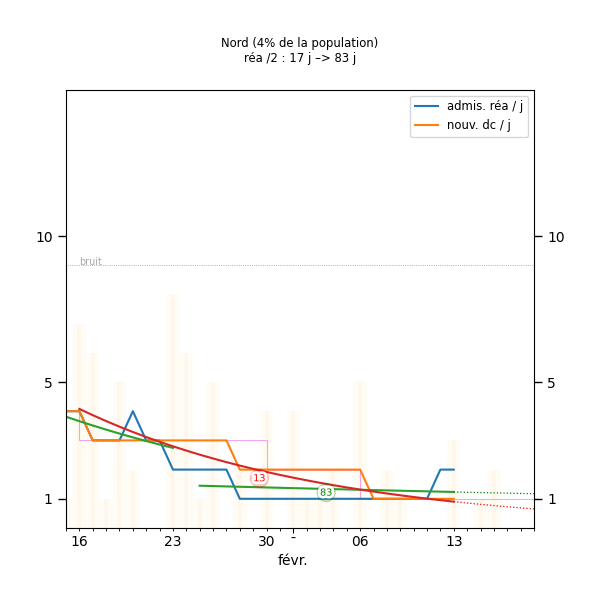 Nord (4% de la population)
réa /2 : 17 j –> 83 j
admis. réa / j
nouv. dc / j
10
10
bruit
5
5
13
83
1
1
16
23
30
-
06
13
févr.